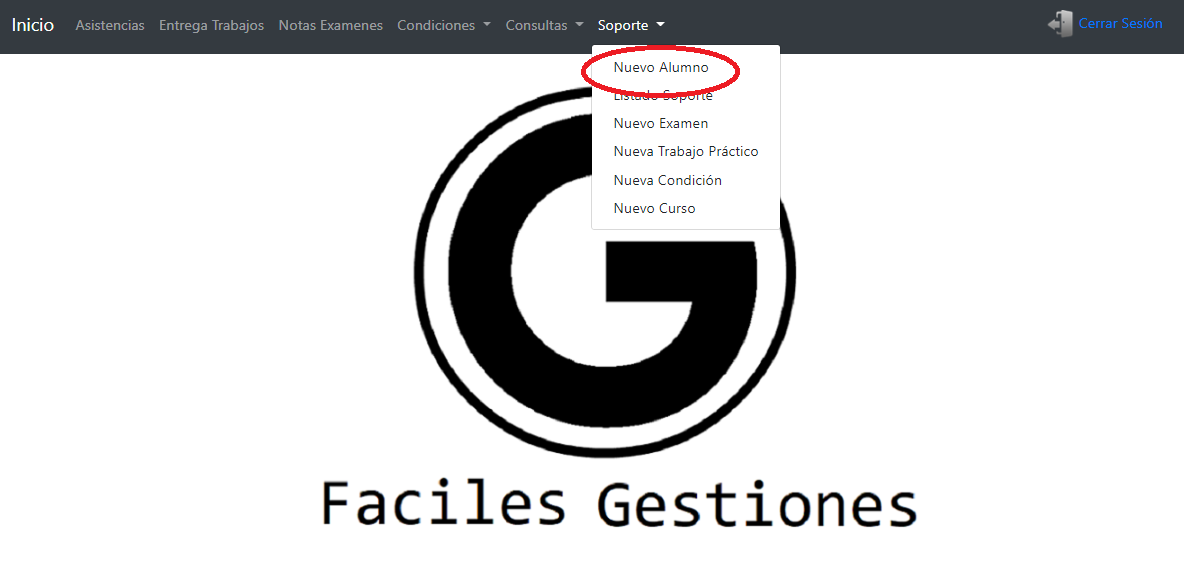 Inicio Asistencias Entrega Trabajos Notas Examenes Condiciones Consultas Soporte Cerrar Sesión
Nuevo Alumno
Listado Soporte
Nuevo Examen
Nueva Trabajo Práctico
Nueva Condición
Nuevo Curso
G
Faciles Gestiones